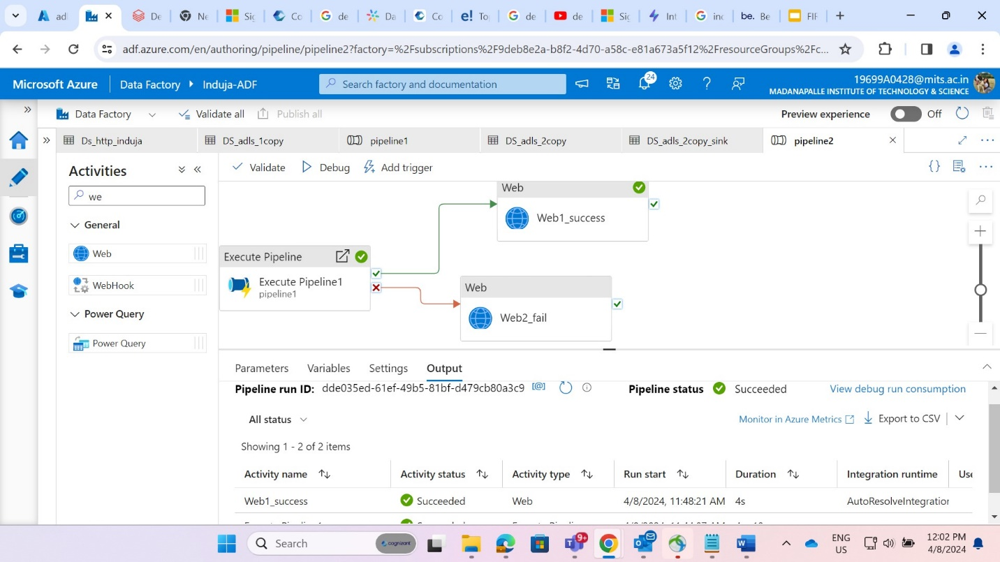 ad
De
Ne
Sig
Co
de
Da
Co
e! To
de
de
Sig
Int
inc
be. Be
FIF
adf.azure.com/en/authoring/pipeline/pipeline2?factory=%2Fsubscriptions%2F9deb8e2a-b8f2-4d70-a58c-e81a673a5f12%2FresourceGroups%2Fc...
Microsoft Azure
Data Factory
Induja-ADF
Search factory and documentation
24
19699A0428@mits.ac.in
MADANAPALLE INSTITUTE OF TECHNOLOGY & SCIENCE
Data Factory
Validate all
Publish all
Preview experience
Off
Ds_http_induja
DS_adls_1copy
pipeline1
DS_adls_2copy
DS_adls_2copy_sink
pipeline2
Activities
Validate
Debug
Add trigger
we
General
Web
WebHook
Power Query
Power Query
Web
Web1_success
Execute Pipeline
Execute Pipeline1
pipeline1
Web
Web2_fail
Parameters
Variables
Settings
Output
Pipeline run ID: dde035ed-61ef-49b5-81bf-d479cb80a3c9
Pipeline status
Succeeded
View debug run consumption
All status
Monitor in Azure Metrics
Export to CSV
Showing 1 - 2 of 2 items
Activity name
Activity status
Activity type
Run start
Duration
Integration runtime
Use
Web1_success
Succeeded
Web
4/8/2024, 11:48:21 AM
4s
AutoResolveIntegration
Search
cognizant
9+
ENG
US
12:02 PM
4/8/2024